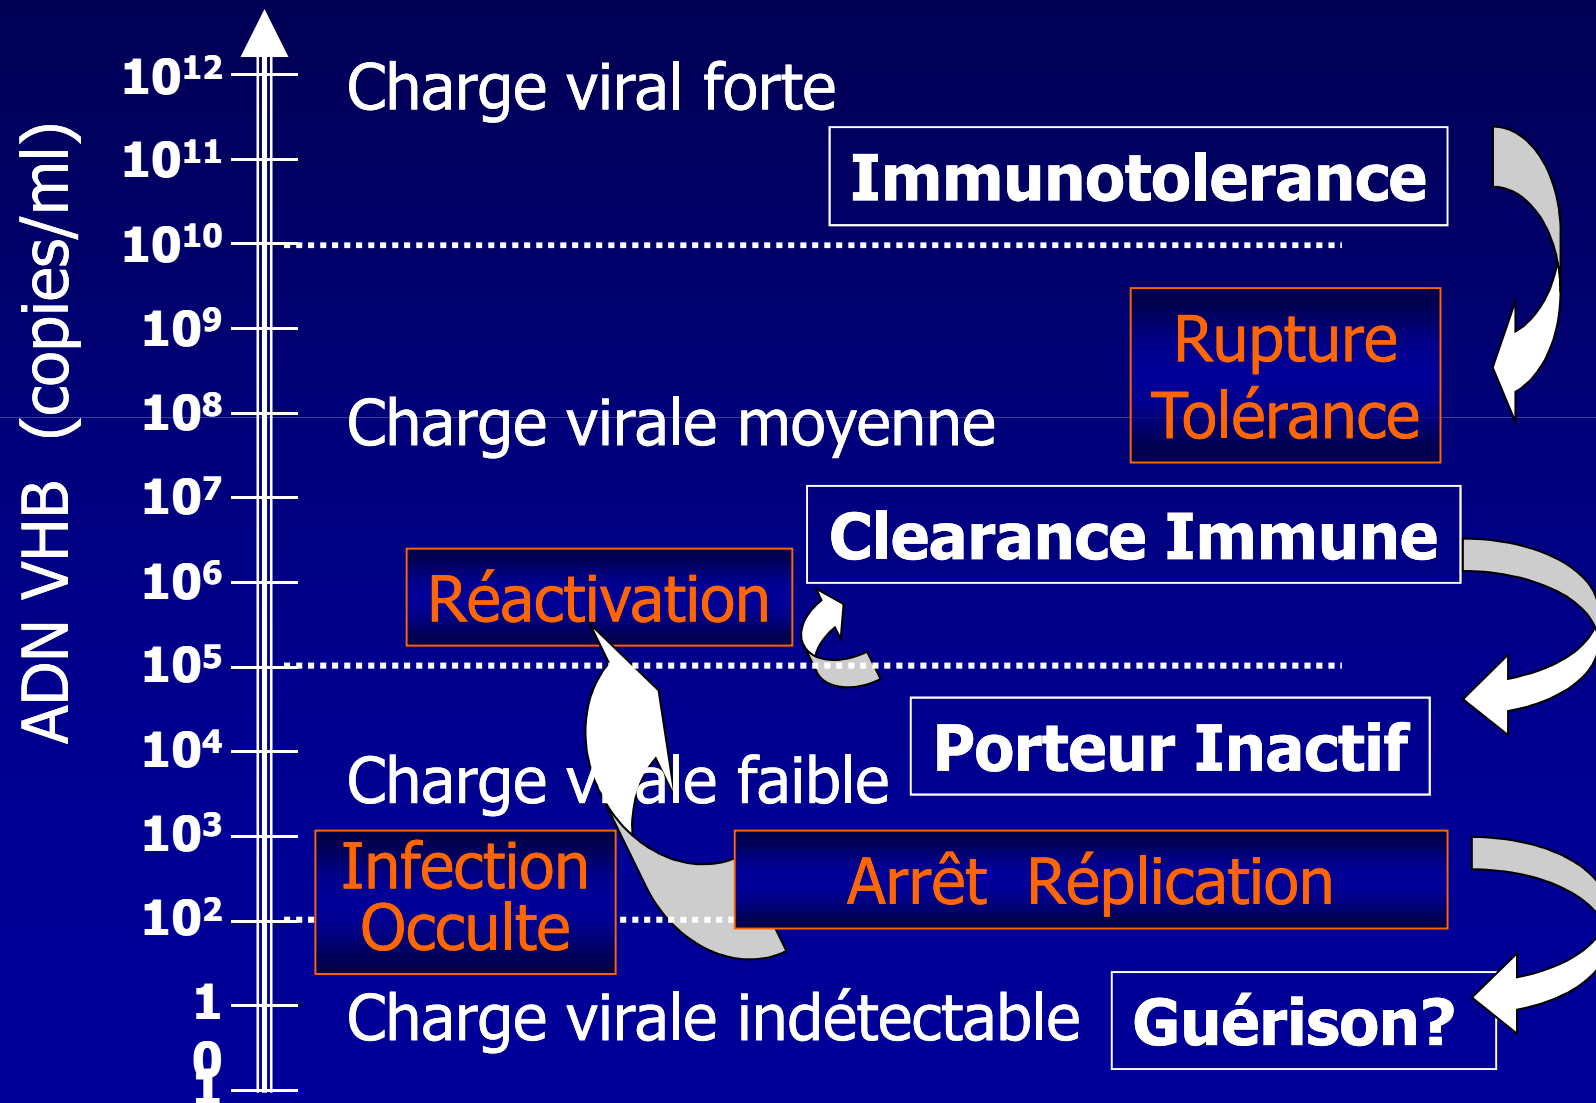 ADN VHB (copies/ml)
10¹²
Charge viral forte
10¹¹
Immunotolerance
10¹⁰
10⁹
Rupture
Tolérance
10⁸
Charge virale moyenne
10⁷
Clearance Immune
10⁶
Réactivation
10⁵
Porteur Inactif
10⁴
Charge virale faible
10³
Infection
Occulte
Arrêt Réplication
10²
1
0
Charge virale indétectable
Guérison?
1